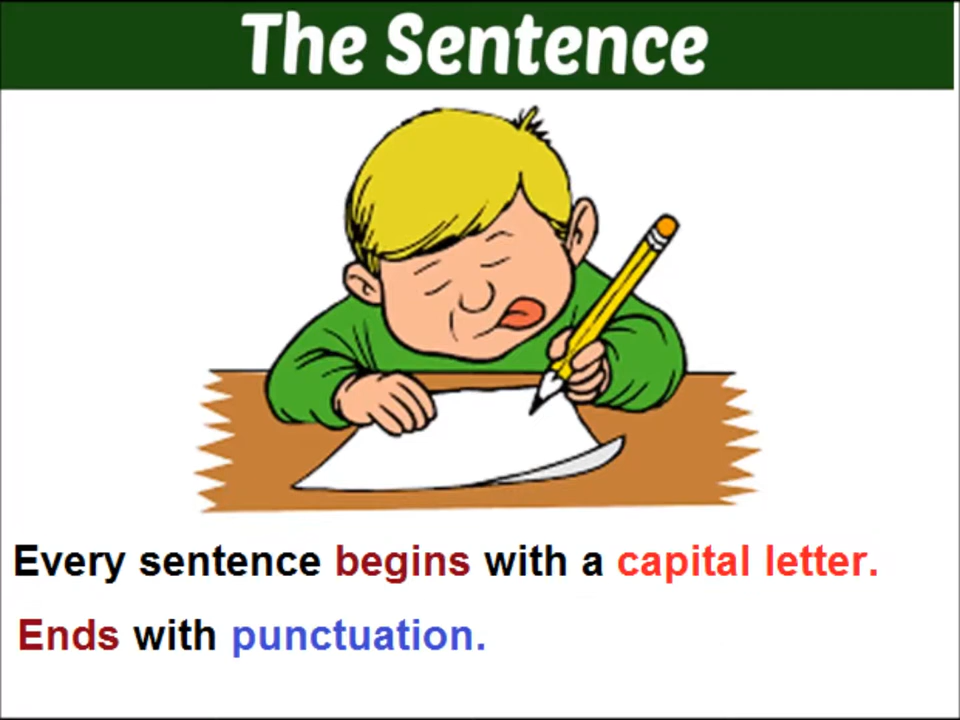 The Sentence
Every sentence begins with a capital letter.
Ends with punctuation.